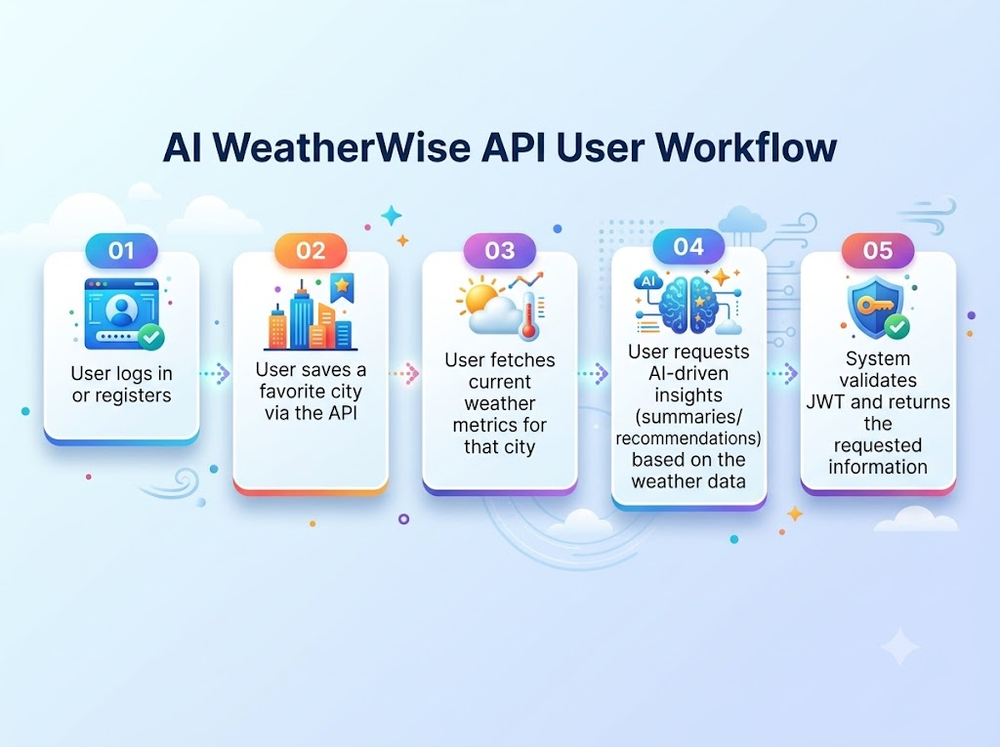 AI WeatherWise API User Workflow
01
User logs in
or registers
02
User saves a
favorite city
via the API
03
User fetches
current
weather
metrics for
that city
04
AI
User requests
AI-driven
insights
(summaries/
recommendations)
based on the
weather data
05
System
validates
JWT and returns
the
requested
information